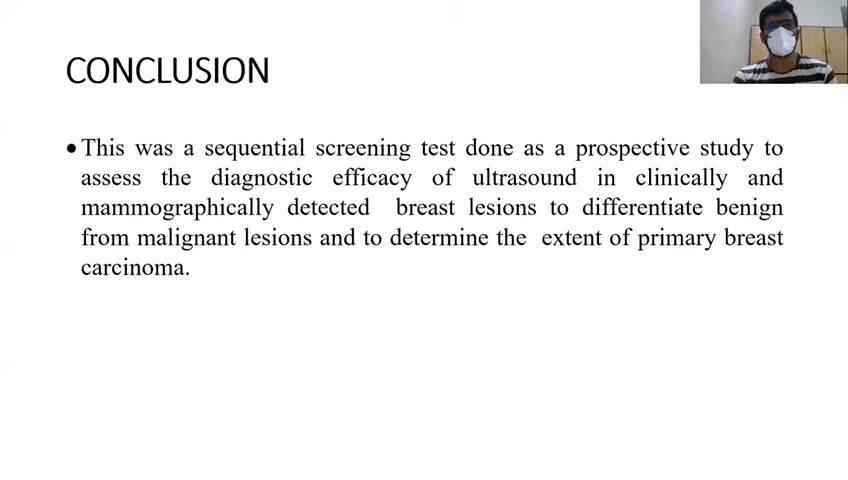 CONCLUSION
• This was a sequential screening test done as a prospective study to
assess the diagnostic efficacy of ultrasound in clinically and
mammographically detected breast lesions to differentiate benign
from malignant lesions and to determine the extent of primary breast
carcinoma.